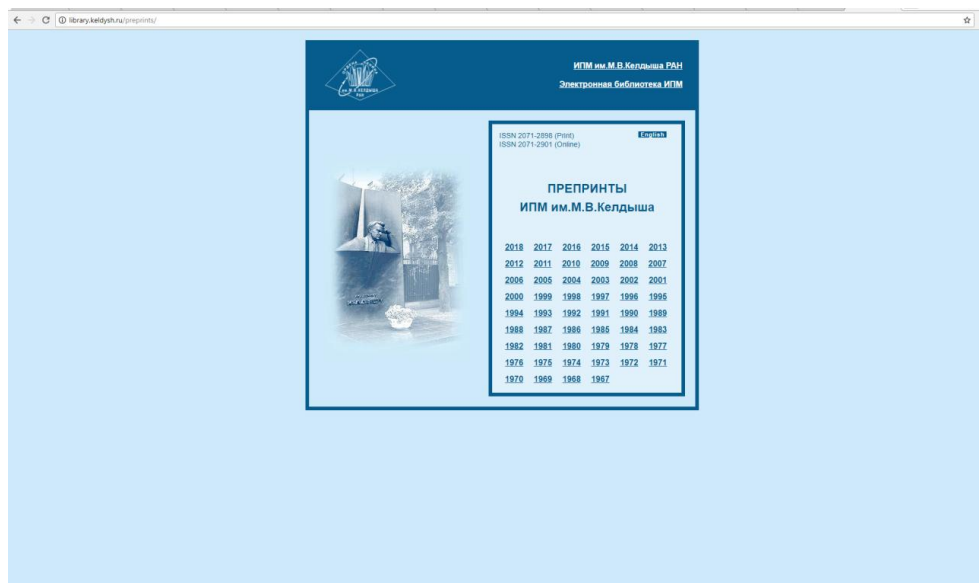 library.keldysh.ru/preprints/
ИПМ им.М.В.Келдыша РАН
Электронная библиотека ИПМ
ISSN 2071-2898 (Print)
English
ISSN 2071-2901 (Online)
ПРЕПРИНТЫ
ИПМ им.М.В.Келдыша
2018 2017 2016 2015 2014 2013
2012 2011 2010 2009 2008 2007
2006 2005 2004 2003 2002 2001
2000 1999 1998 1997 1996 1995
1994 1993 1992 1991 1990 1989
1988 1987 1986 1985 1984 1983
1982 1981 1980 1979 1978 1977
1976 1975 1974 1973 1972 1971
1970 1969 1968 1967